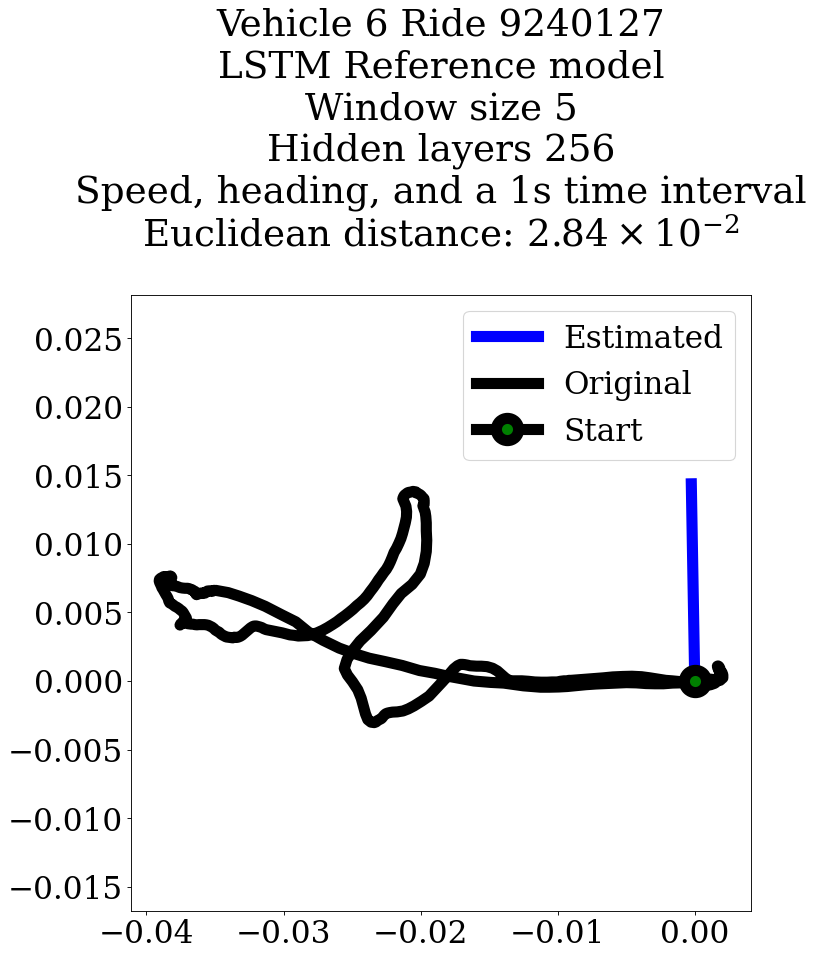 Vehicle 6 Ride 9240127
LSTM Reference model
Window size 5
Hidden layers 256
Speed, heading, and a 1s time interval
Euclidean distance: 2.84 × 10⁻²
Estimated
Original
Start
0.025
0.020
0.015
0.010
0.005
0.000
−0.005
−0.010
−0.015
−0.04 −0.03 −0.02 −0.01 0.00